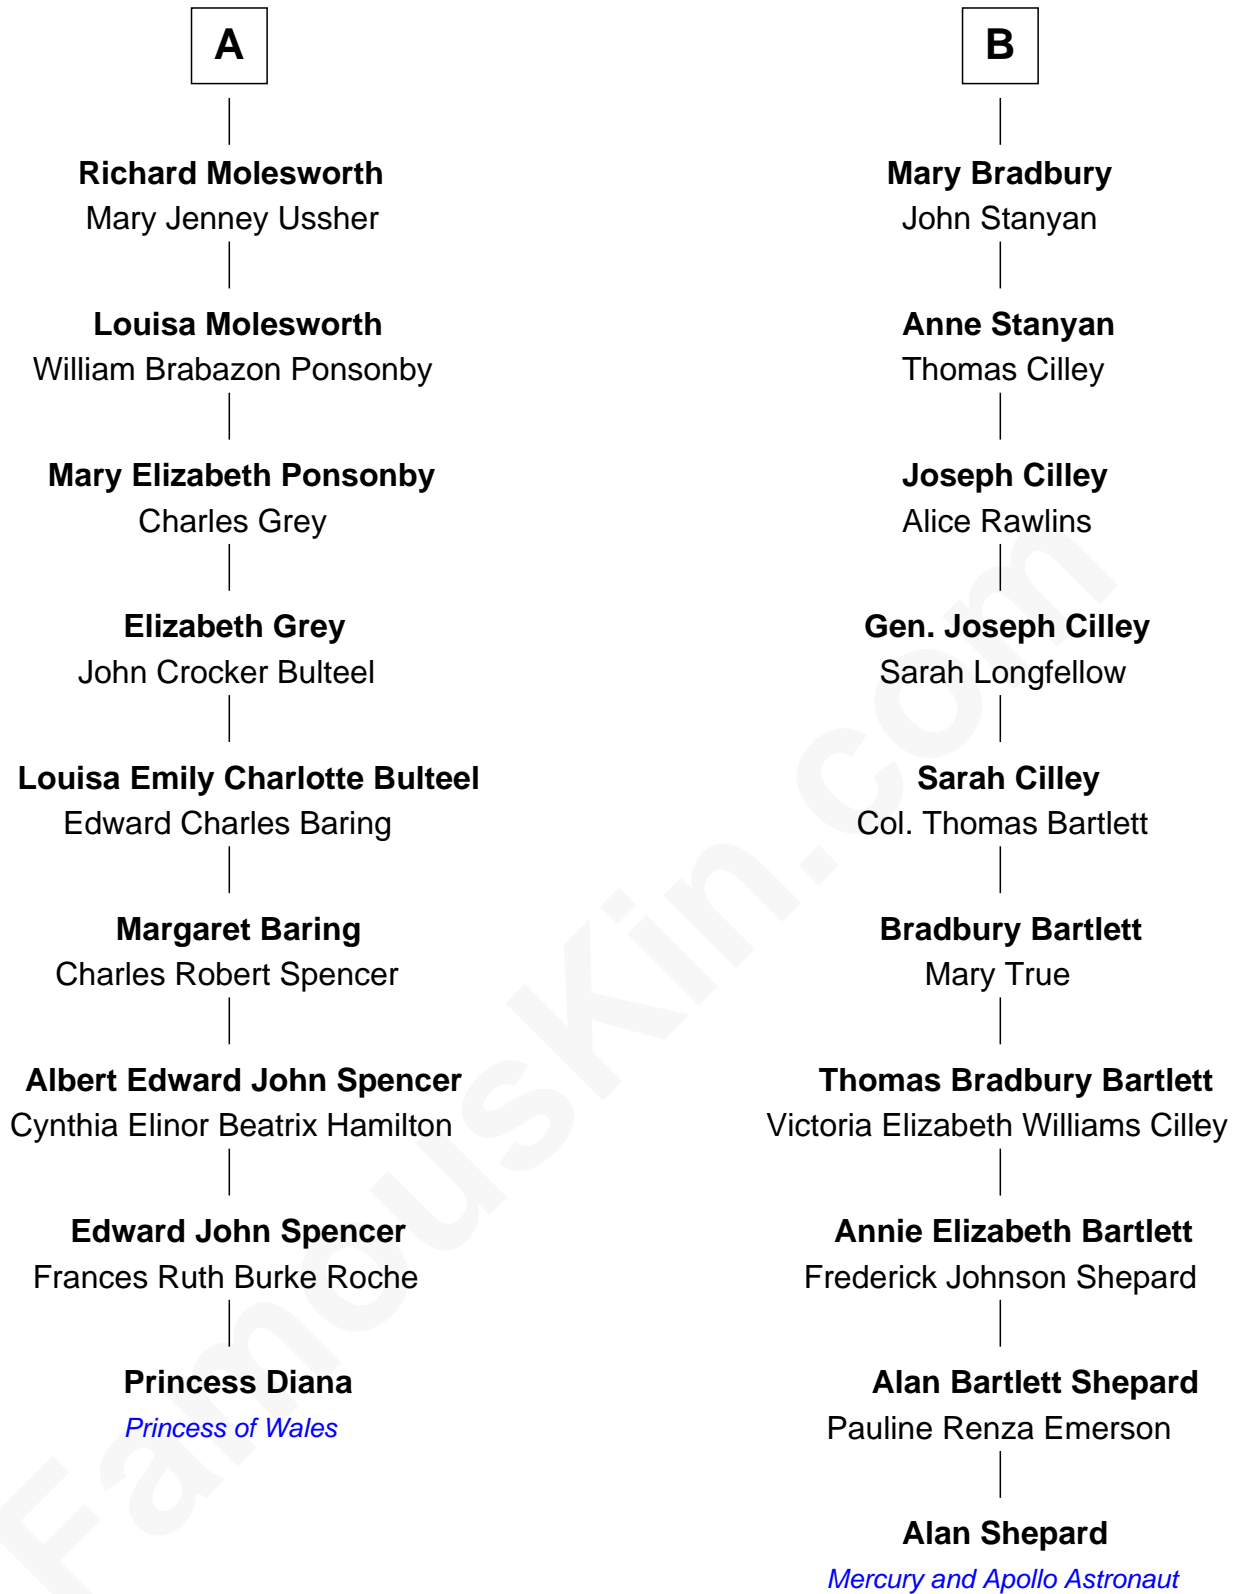 A
Richard Molesworth
Mary Jenney Ussher
Louisa Molesworth
William Brabazon Ponsonby
Mary Elizabeth Ponsonby
Charles Grey
Elizabeth Grey
John Crocker Bulteel
Louisa Emily Charlotte Bulteel
Edward Charles Baring
Margaret Baring
Charles Robert Spencer
Albert Edward John Spencer
Cynthia Elinor Beatrix Hamilton
Edward John Spencer
Frances Ruth Burke Roche
Princess Diana
Princess of Wales
B
Mary Bradbury
John Stanyan
Anne Stanyan
Thomas Cilley
Joseph Cilley
Alice Rawlins
Gen. Joseph Cilley
Sarah Longfellow
Sarah Cilley
Col. Thomas Bartlett
Bradbury Bartlett
Mary True
Thomas Bradbury Bartlett
Victoria Elizabeth Williams Cilley
Annie Elizabeth Bartlett
Frederick Johnson Shepard
Alan Bartlett Shepard
Pauline Renza Emerson
Alan Shepard
Mercury and Apollo Astronaut
FamousKin.com